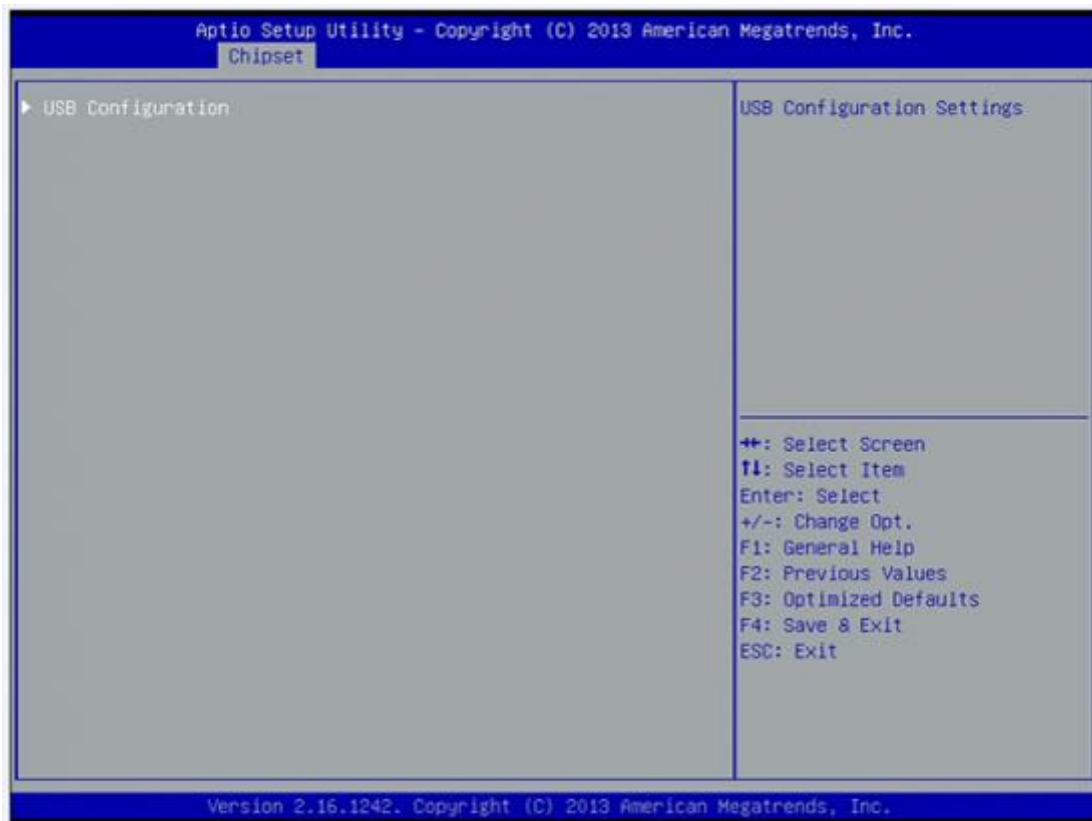 Aptio Setup Utility - Copyright (C) 2013 American Megatrends, Inc.
Chipset
▶ USB Configuration
USB Configuration Settings
→←: Select Screen
↑↓: Select Item
Enter: Select
+/-: Change Opt.
F1: General Help
F2: Previous Values
F3: Optimized Defaults
F4: Save & Exit
ESC: Exit
Version 2.16.1242. Copyright (C) 2013 American Megatrends, Inc.